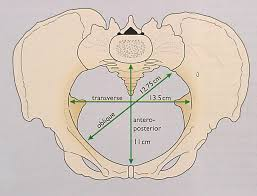 12.75 cm
transverse 13.5 cm
oblique
antero-
posterior
11 cm